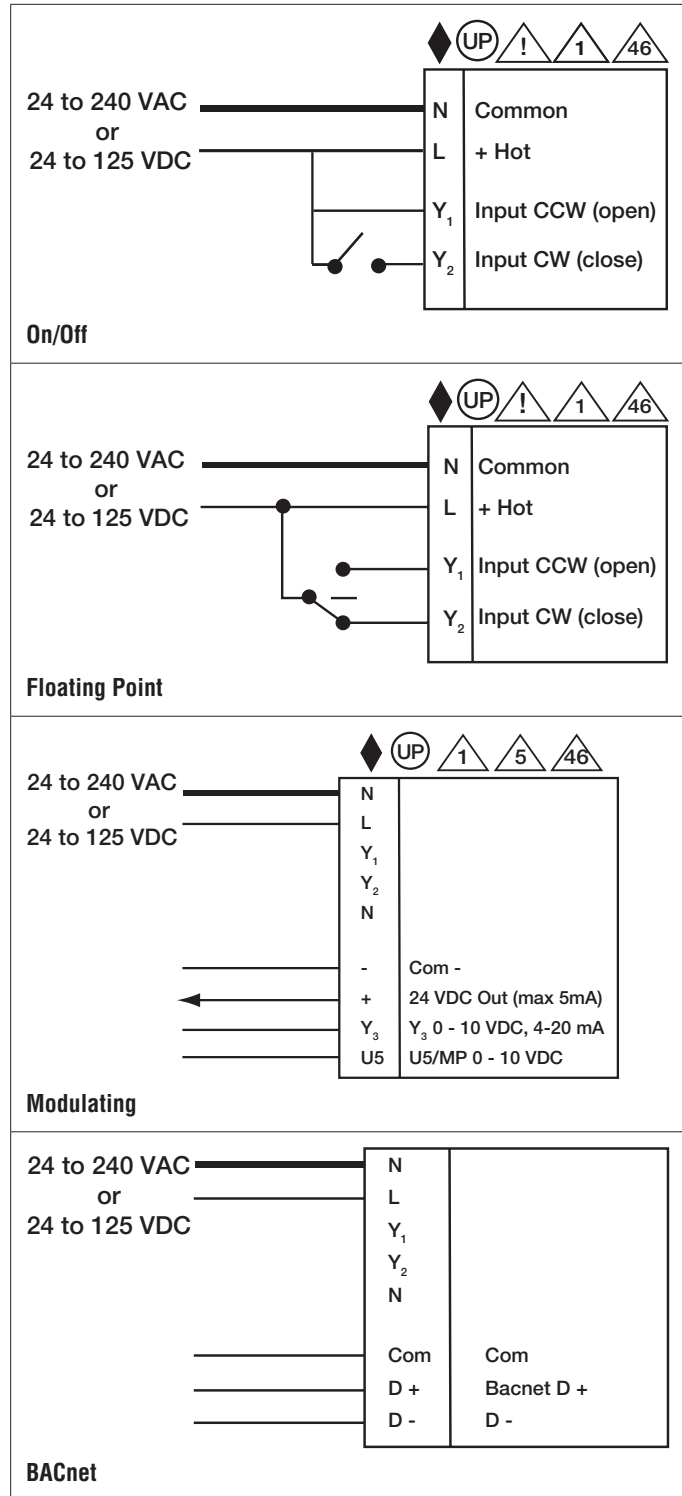 UP ! 1 46
24 to 240 VAC
or
24 to 125 VDC
N Common
L + Hot
Y1 Input CCW (open)
Y2 Input CW (close)
On/Off
UP ! 1 46
24 to 240 VAC
or
24 to 125 VDC
N Common
L + Hot
Y1 Input CCW (open)
Y2 Input CW (close)
Floating Point
UP 1 5 46
24 to 240 VAC
or
24 to 125 VDC
N
L
Y1
Y2
N
- Com -
+ 24 VDC Out (max 5mA)
Y3 Y3 0 - 10 VDC, 4-20 mA
U5 U5/MP 0 - 10 VDC
Modulating
24 to 240 VAC
or
24 to 125 VDC
N
L
Y1
Y2
N
Com Com
D + Bacnet D +
D - D -
BACnet